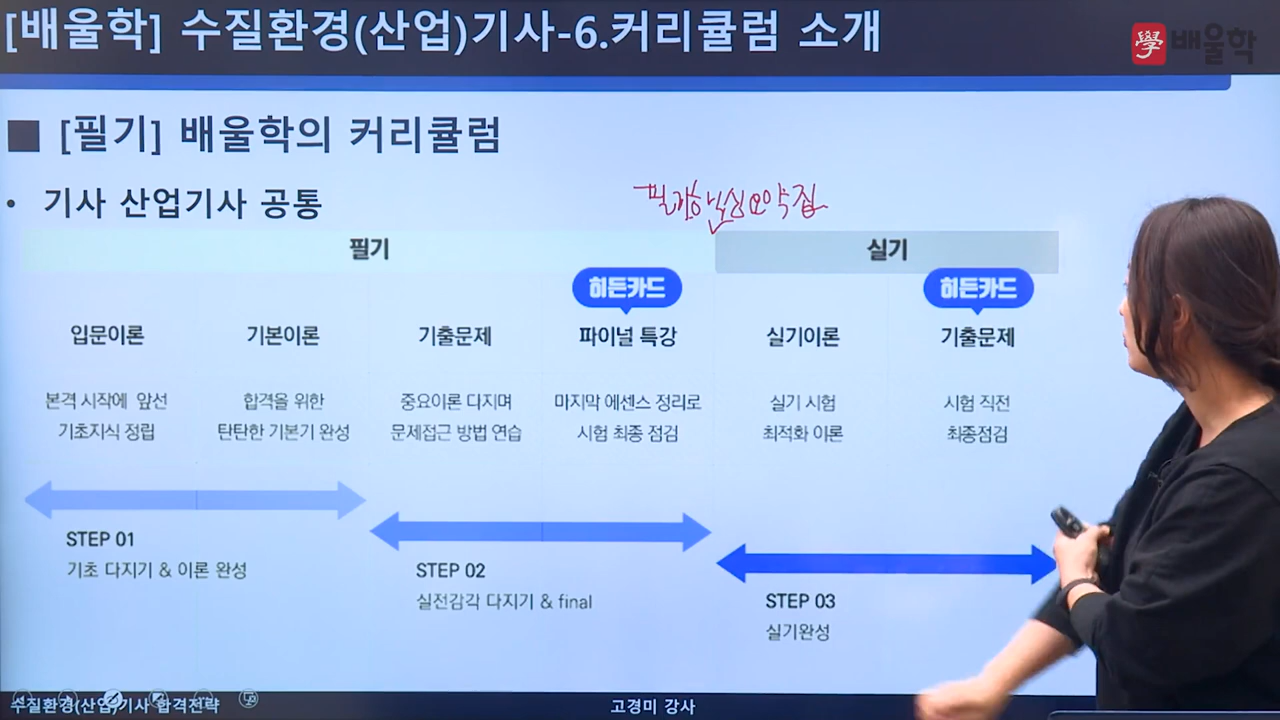 [배울학] 수질환경(산업)기사-6.커리큘럼 소개
學 배울학
■ [필기] 배울학의 커리큘럼
• 기사 산업기사 공통
필기핵심요약집
필기
실기
히든카드
히든카드
입문이론
기본이론
기출문제
파이널 특강
실기이론
기출문제
본격 시작에 앞선
기초지식 정립
합격을 위한
탄탄한 기본기 완성
중요이론 다지며
문제접근 방법 연습
마지막 에센스 정리로
시험 최종 점검
실기 시험
최적화 이론
시험 직전
최종점검
STEP 01
기초 다지기 & 이론 완성
STEP 02
실전감각 다지기 & final
STEP 03
실기완성
수질환경(산업)기사 합격전략
고경미 강사